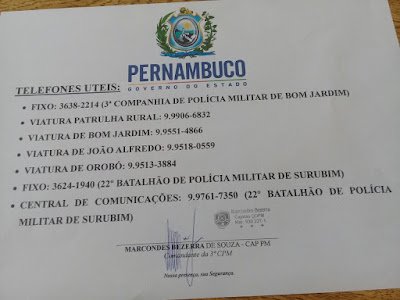 PERNAMBUCO
GOVERNO DO ESTADO
TELEFONES UTEIS:
• FIXO: 3638-2214 (3ª COMPANHIA DE POLÍCIA MILITAR DE BOM JARDIM)
• VIATURA PATRULHA RURAL: 9.9906-6832
• VIATURA DE BOM JARDIM: 9.9551-4866
• VIATURA DE JOÃO ALFREDO: 9.9518-0559
• VIATURA DE OROBÓ: 9.9513-3884
• FIXO: 3624-1940 (22º BATALHÃO DE POLÍCIA MILITAR DE SURUBIM)
• CENTRAL DE COMUNICAÇÕES: 9.9761-7350 (22º BATALHÃO DE POLÍCIA
MILITAR DE SURUBIM)
Marcondes Bezerra
Capitão QOPM
MARCONDES BEZERRA DE SOUZA - CAP PM
Comandante da 3ª CPM
Nossa presença, sua Segurança.